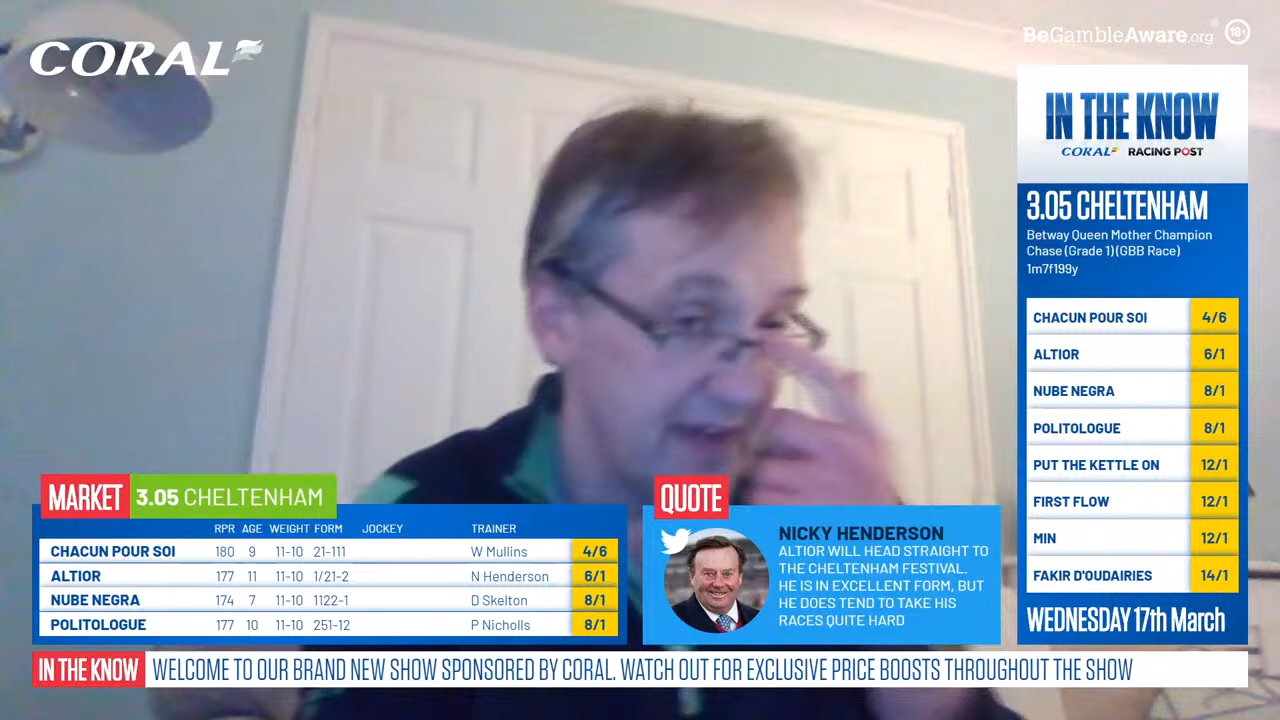 CORAL
BeGambleAware.org 18+
IN THE KNOW
CORAL RACING POST
3.05 CHELTENHAM
Betway Queen Mother Champion
Chase (Grade 1) (GBB Race)
1m7f199y
CHACUN POUR SOI 4/6
ALTIOR 6/1
NUBE NEGRA 8/1
POLITOLOGUE 8/1
PUT THE KETTLE ON 12/1
FIRST FLOW 12/1
MIN 12/1
FAKIR D'OUDAIRIES 14/1
WEDNESDAY 17th March
MARKET 3.05 CHELTENHAM
RPR AGE WEIGHT FORM JOCKEY TRAINER
CHACUN POUR SOI 180 9 11-10 21-111 W Mullins 4/6
ALTIOR 177 11 11-10 1/21-2 N Henderson 6/1
NUBE NEGRA 174 7 11-10 1122-1 D Skelton 8/1
POLITOLOGUE 177 10 11-10 251-12 P Nicholls 8/1
QUOTE
NICKY HENDERSON
ALTIOR WILL HEAD STRAIGHT TO
THE CHELTENHAM FESTIVAL.
HE IS IN EXCELLENT FORM, BUT
HE DOES TEND TO TAKE HIS
RACES QUITE HARD
IN THE KNOW WELCOME TO OUR BRAND NEW SHOW SPONSORED BY CORAL. WATCH OUT FOR EXCLUSIVE PRICE BOOSTS THROUGHOUT THE SHOW